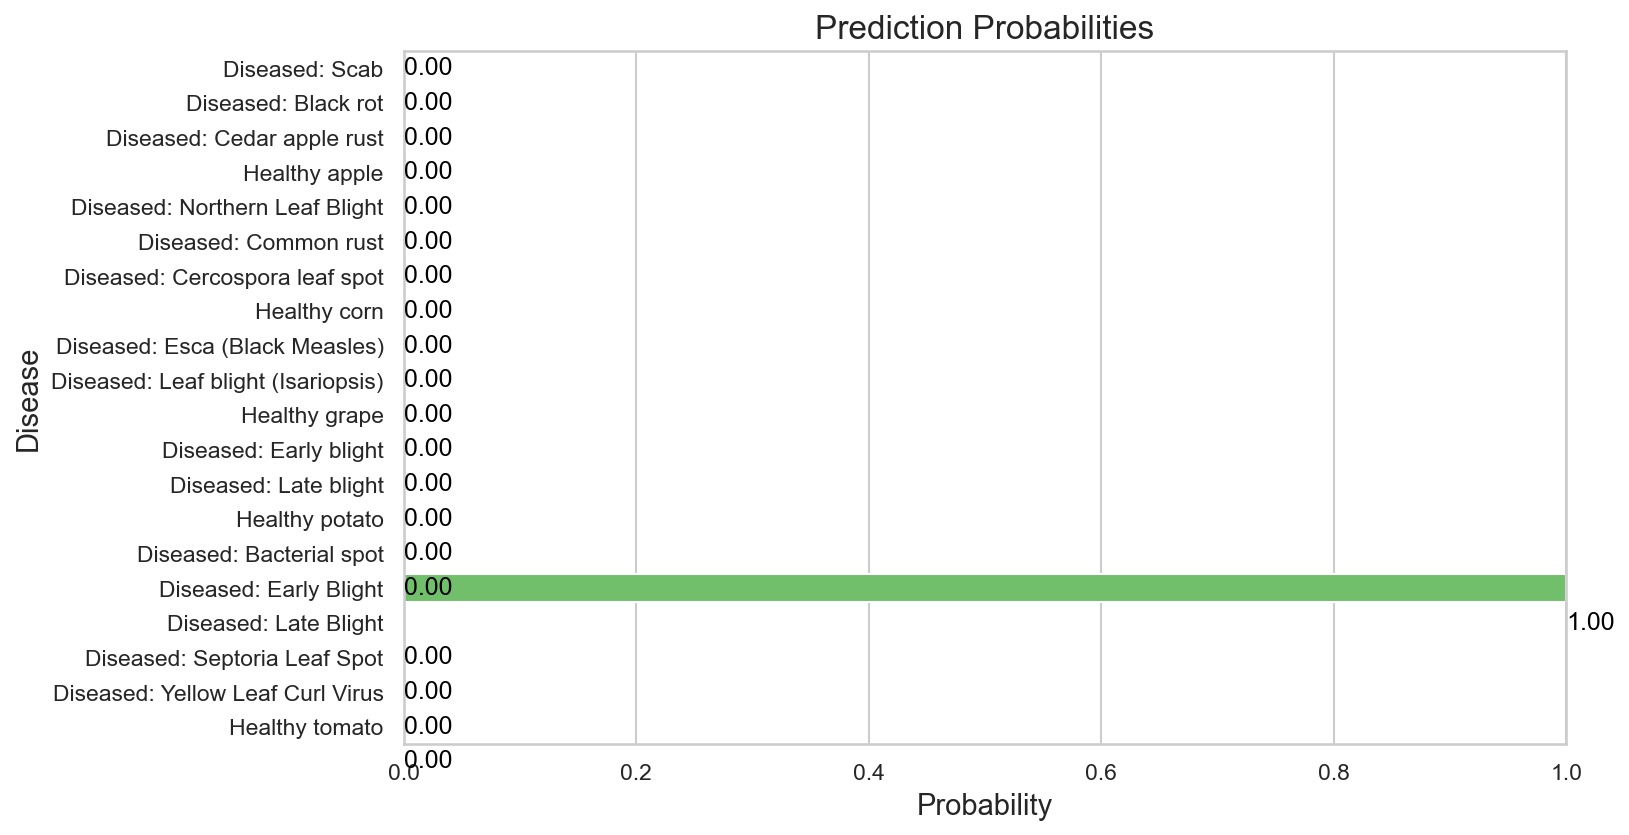 Prediction Probabilities
Disease
Diseased: Scab 0.00
Diseased: Black rot 0.00
Diseased: Cedar apple rust 0.00
Healthy apple 0.00
Diseased: Northern Leaf Blight 0.00
Diseased: Common rust 0.00
Diseased: Cercospora leaf spot 0.00
Healthy corn 0.00
Diseased: Esca (Black Measles) 0.00
Diseased: Leaf blight (Isariopsis) 0.00
Healthy grape 0.00
Diseased: Early blight 0.00
Diseased: Late blight 0.00
Healthy potato 0.00
Diseased: Bacterial spot 0.00
Diseased: Early Blight 0.00
Diseased: Late Blight 1.00
Diseased: Septoria Leaf Spot 0.00
Diseased: Yellow Leaf Curl Virus 0.00
Healthy tomato 0.00
0.00
0.0 0.2 0.4 0.6 0.8 1.0
Probability